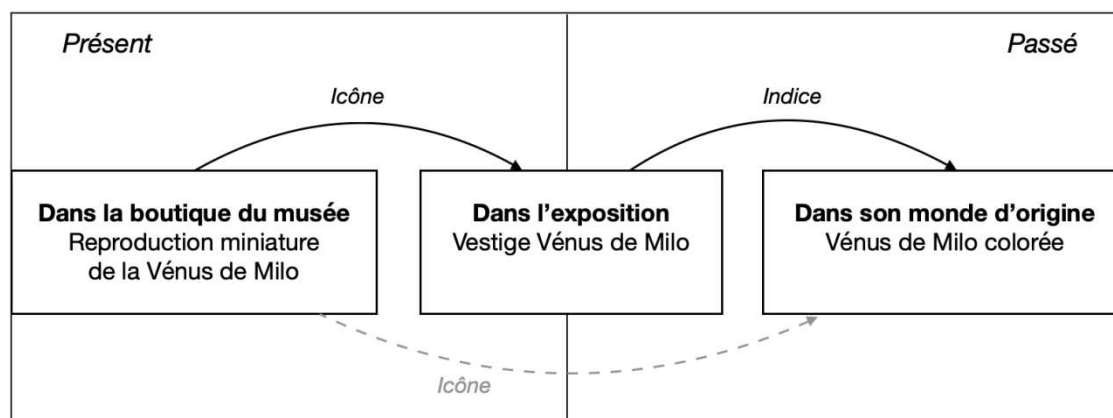 Présent
Passé
Icône
Indice
Dans la boutique du musée
Reproduction miniature
de la Vénus de Milo
Dans l’exposition
Vestige Vénus de Milo
Dans son monde d’origine
Vénus de Milo colorée
Icône